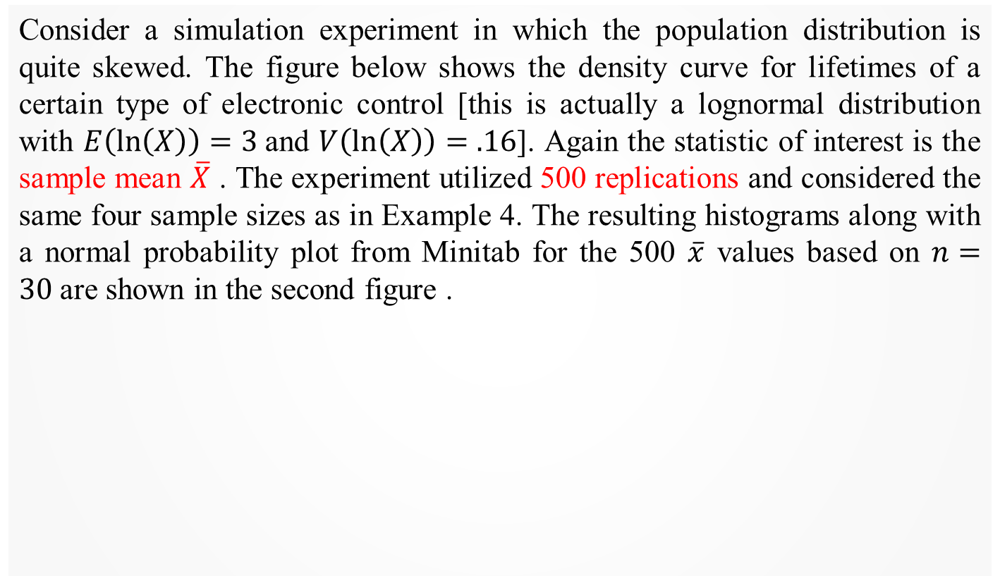 Consider a simulation experiment in which the population distribution is
quite skewed. The figure below shows the density curve for lifetimes of a
certain type of electronic control [this is actually a lognormal distribution
with E(ln(X)) = 3 and V(ln(X)) = .16]. Again the statistic of interest is the
sample mean X̄ . The experiment utilized 500 replications and considered the
same four sample sizes as in Example 4. The resulting histograms along with
a normal probability plot from Minitab for the 500 x̄ values based on n =
30 are shown in the second figure .